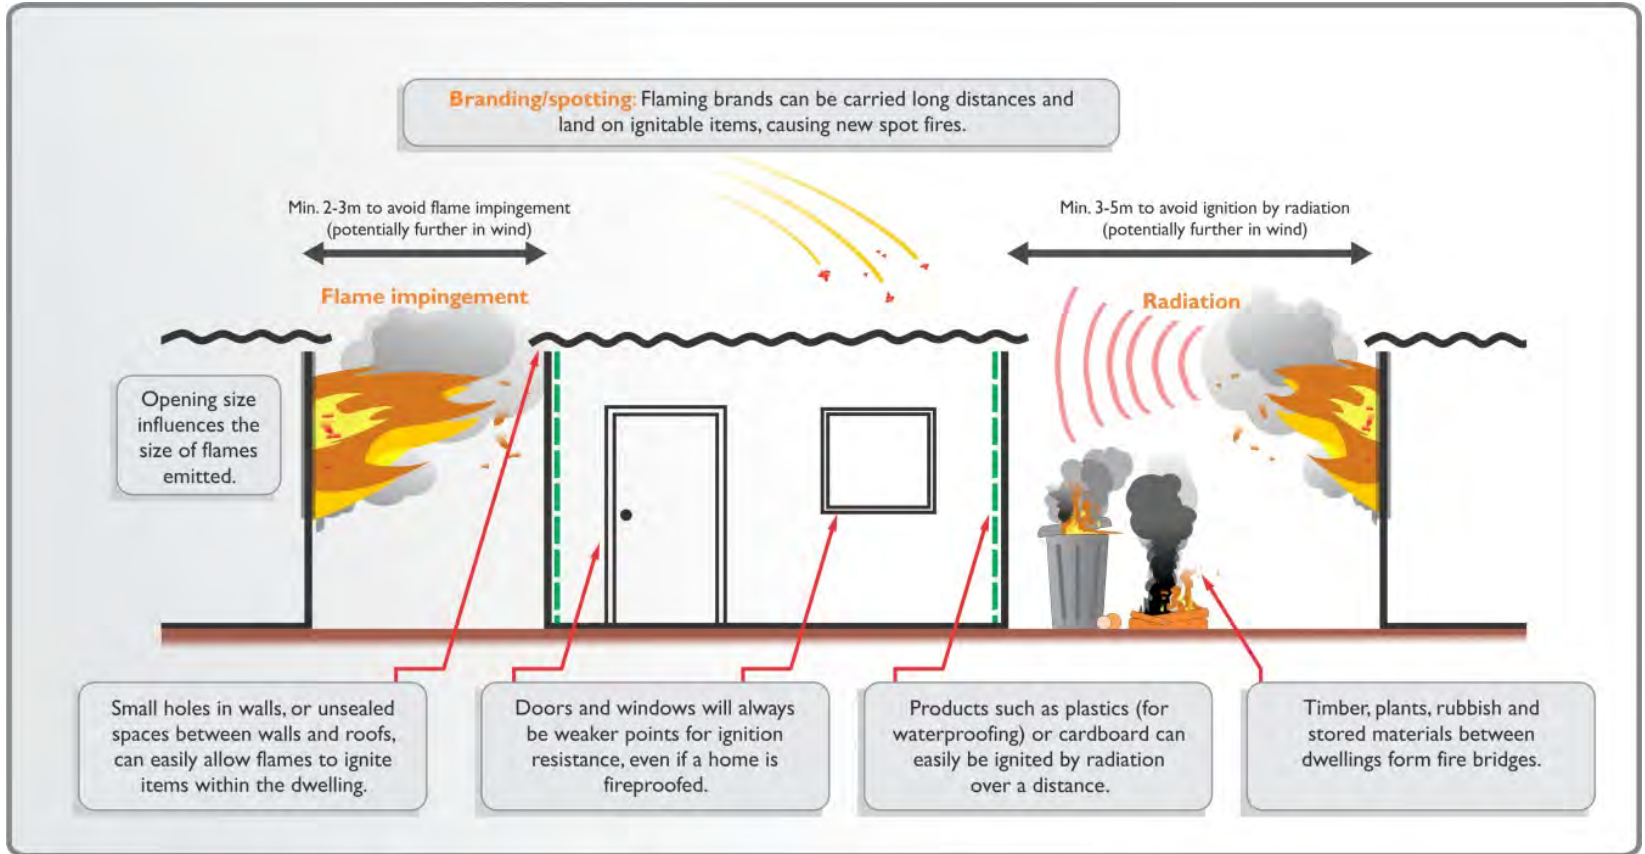 Branding/spotting: Flaming brands can be carried long distances and
land on ignitable items, causing new spot fires.
Min. 2-3m to avoid flame impingement
(potentially further in wind)
Min. 3-5m to avoid ignition by radiation
(potentially further in wind)
Flame impingement
Radiation
Opening size
influences the
size of flames
emitted.
Small holes in walls, or unsealed
spaces between walls and roofs,
can easily allow flames to ignite
items within the dwelling.
Doors and windows will always
be weaker points for ignition
resistance, even if a home is
fireproofed.
Products such as plastics (for
waterproofing) or cardboard can
easily be ignited by radiation
over a distance.
Timber, plants, rubbish and
stored materials between
dwellings form fire bridges.